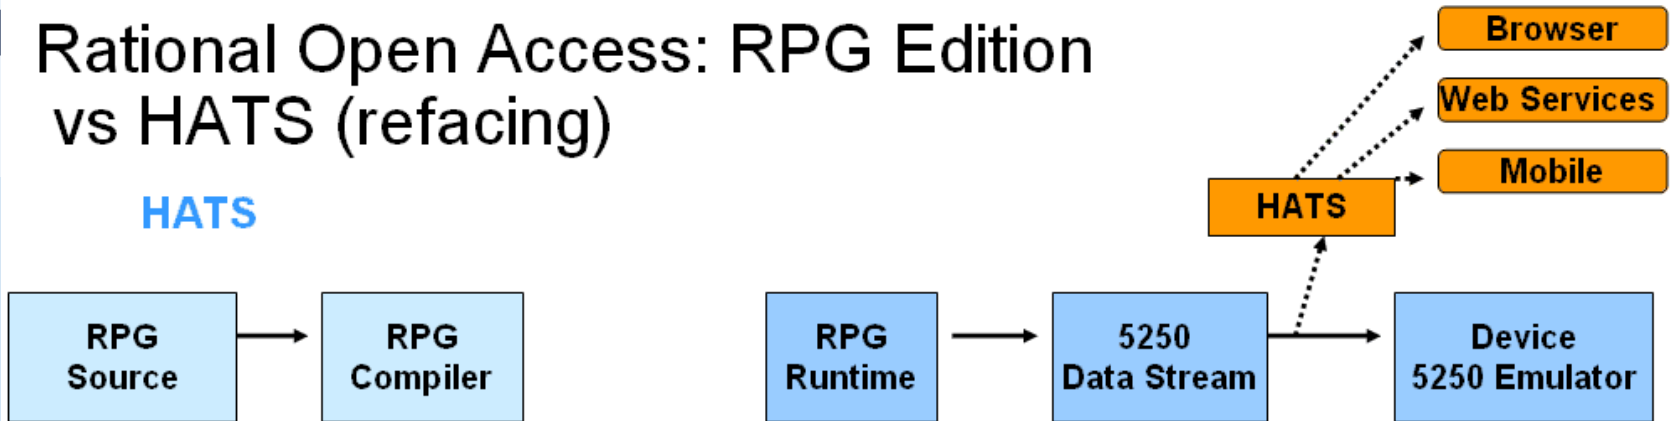 Rational Open Access: RPG Edition
vs HATS (refacing)
Browser
Web Services
Mobile
HATS
HATS
RPG
Source
RPG
Compiler
RPG
Runtime
5250
Data Stream
Device
5250 Emulator